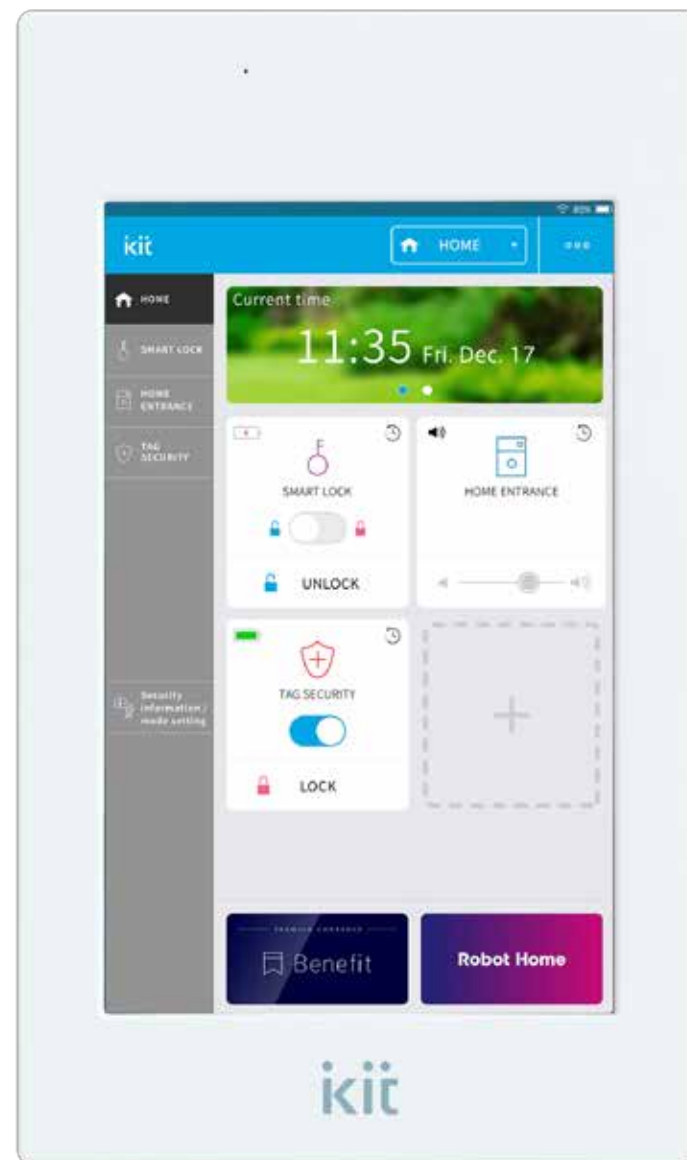 80%
kit
HOME
HOME
SMART LOCK
HOME
ENTRANCE
TAG
SECURITY
Security
information /
mode setting
Current time
11:35 Fri. Dec. 17
SMART LOCK
UNLOCK
HOME ENTRANCE
TAG SECURITY
LOCK
Benefit
Robot Home
kit